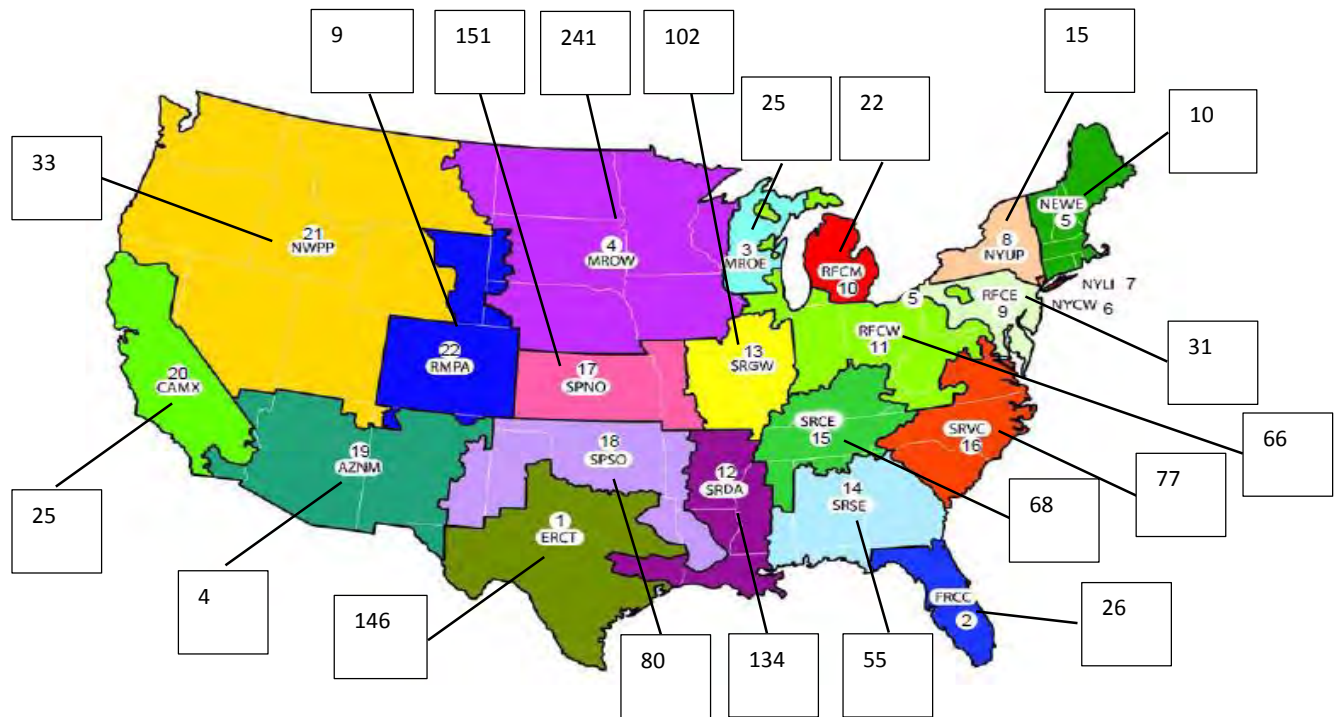 9
151
241
102
15
25
22
10
33
21
NWPP
4
MROW
3
MROE
RFCM
10
NEWE
5
8
NYUP
NYLI 7
NYCW 6
5
RFCE
9
RFCW
11
31
22
RMPA
17
SPNO
13
SRGW
20
CAMX
SRCE
15
SRVC
16
66
19
AZNM
18
SPSO
12
SRDA
14
SRSE
77
68
25
1
ERCT
4
FRCC
2
26
146
80
134
55